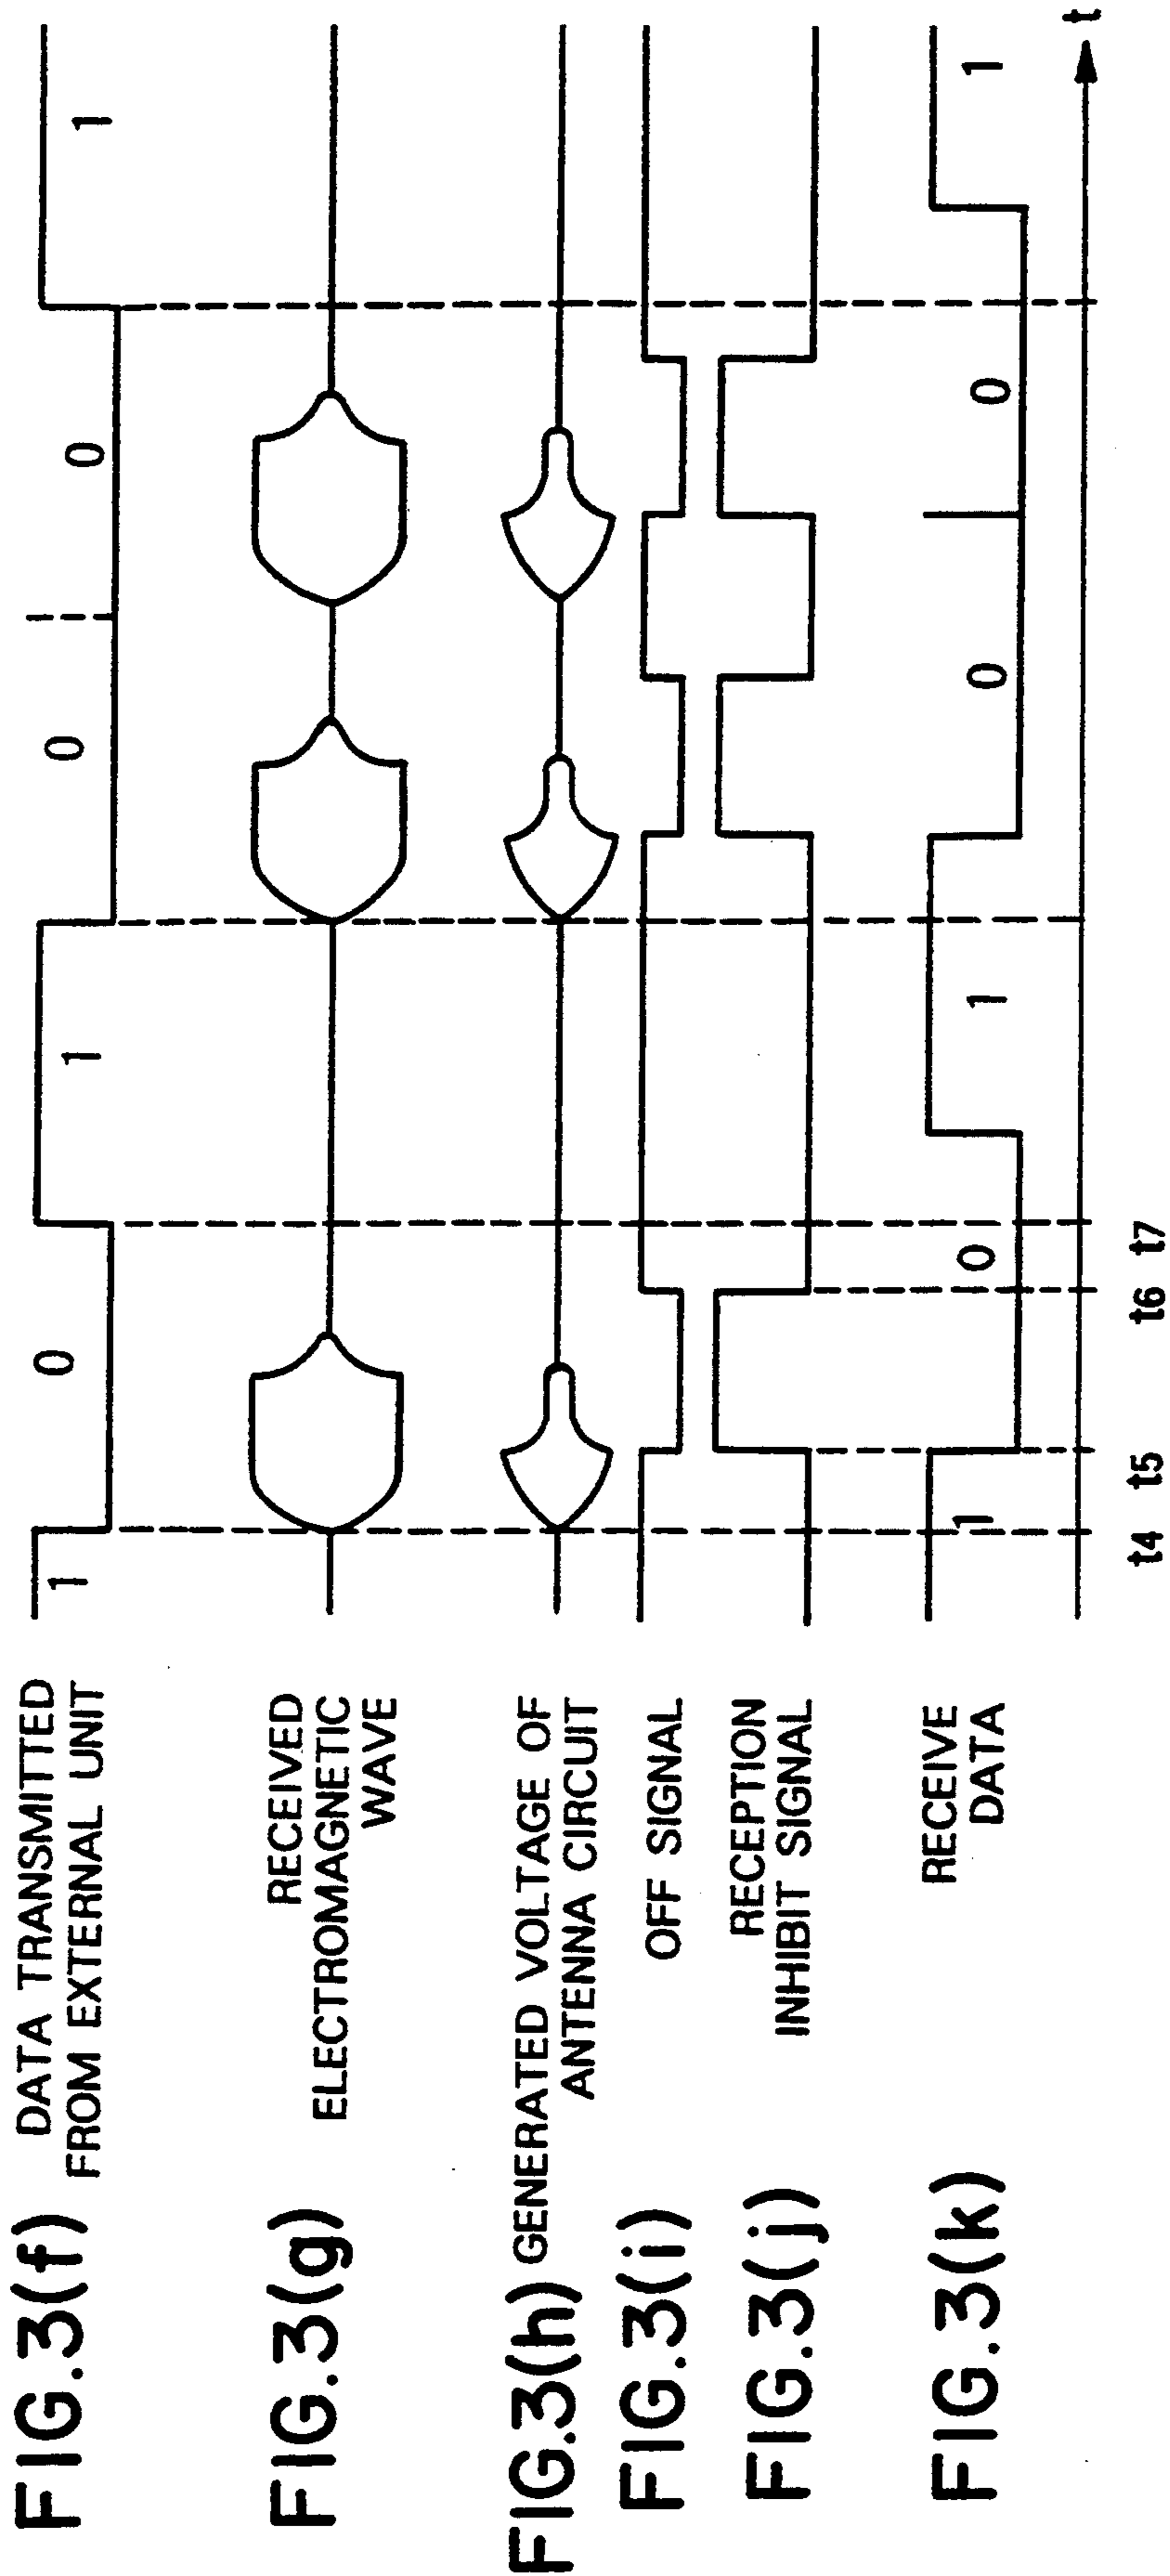 FIG.3(f) DATA TRANSMITTED
FROM EXTERNAL UNIT
1 0 1 0 0 1
FIG.3(g) RECEIVED
ELECTROMAGNETIC
WAVE
FIG.3(h) GENERATED VOLTAGE OF
ANTENNA CIRCUIT
FIG.3(i) OFF SIGNAL
FIG.3(j) RECEPTION
INHIBIT SIGNAL
FIG.3(k) RECEIVE
DATA
1 0 1 0 0 1
t4 t5 t6 t7 t